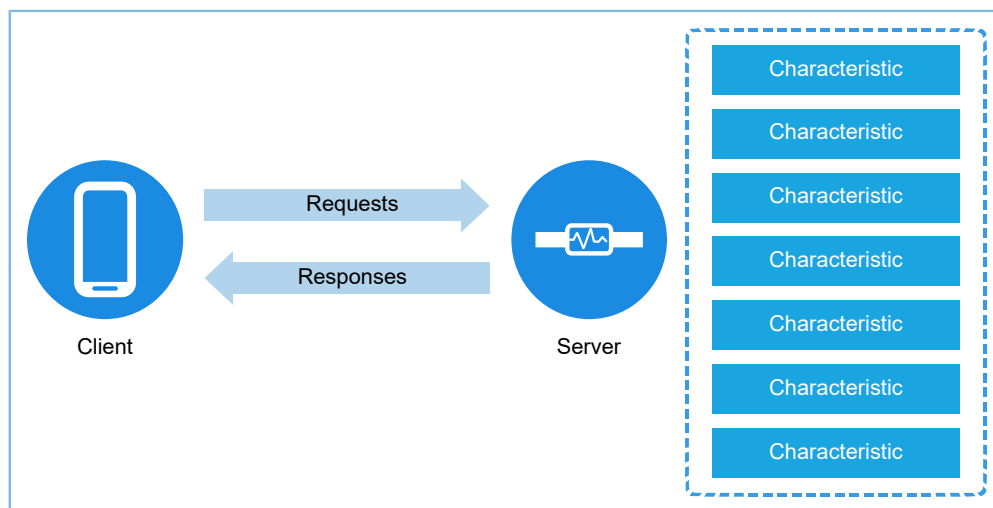 Characteristic
Characteristic
Characteristic
Requests
Characteristic
Responses
Characteristic
Client
Server
Characteristic
Characteristic